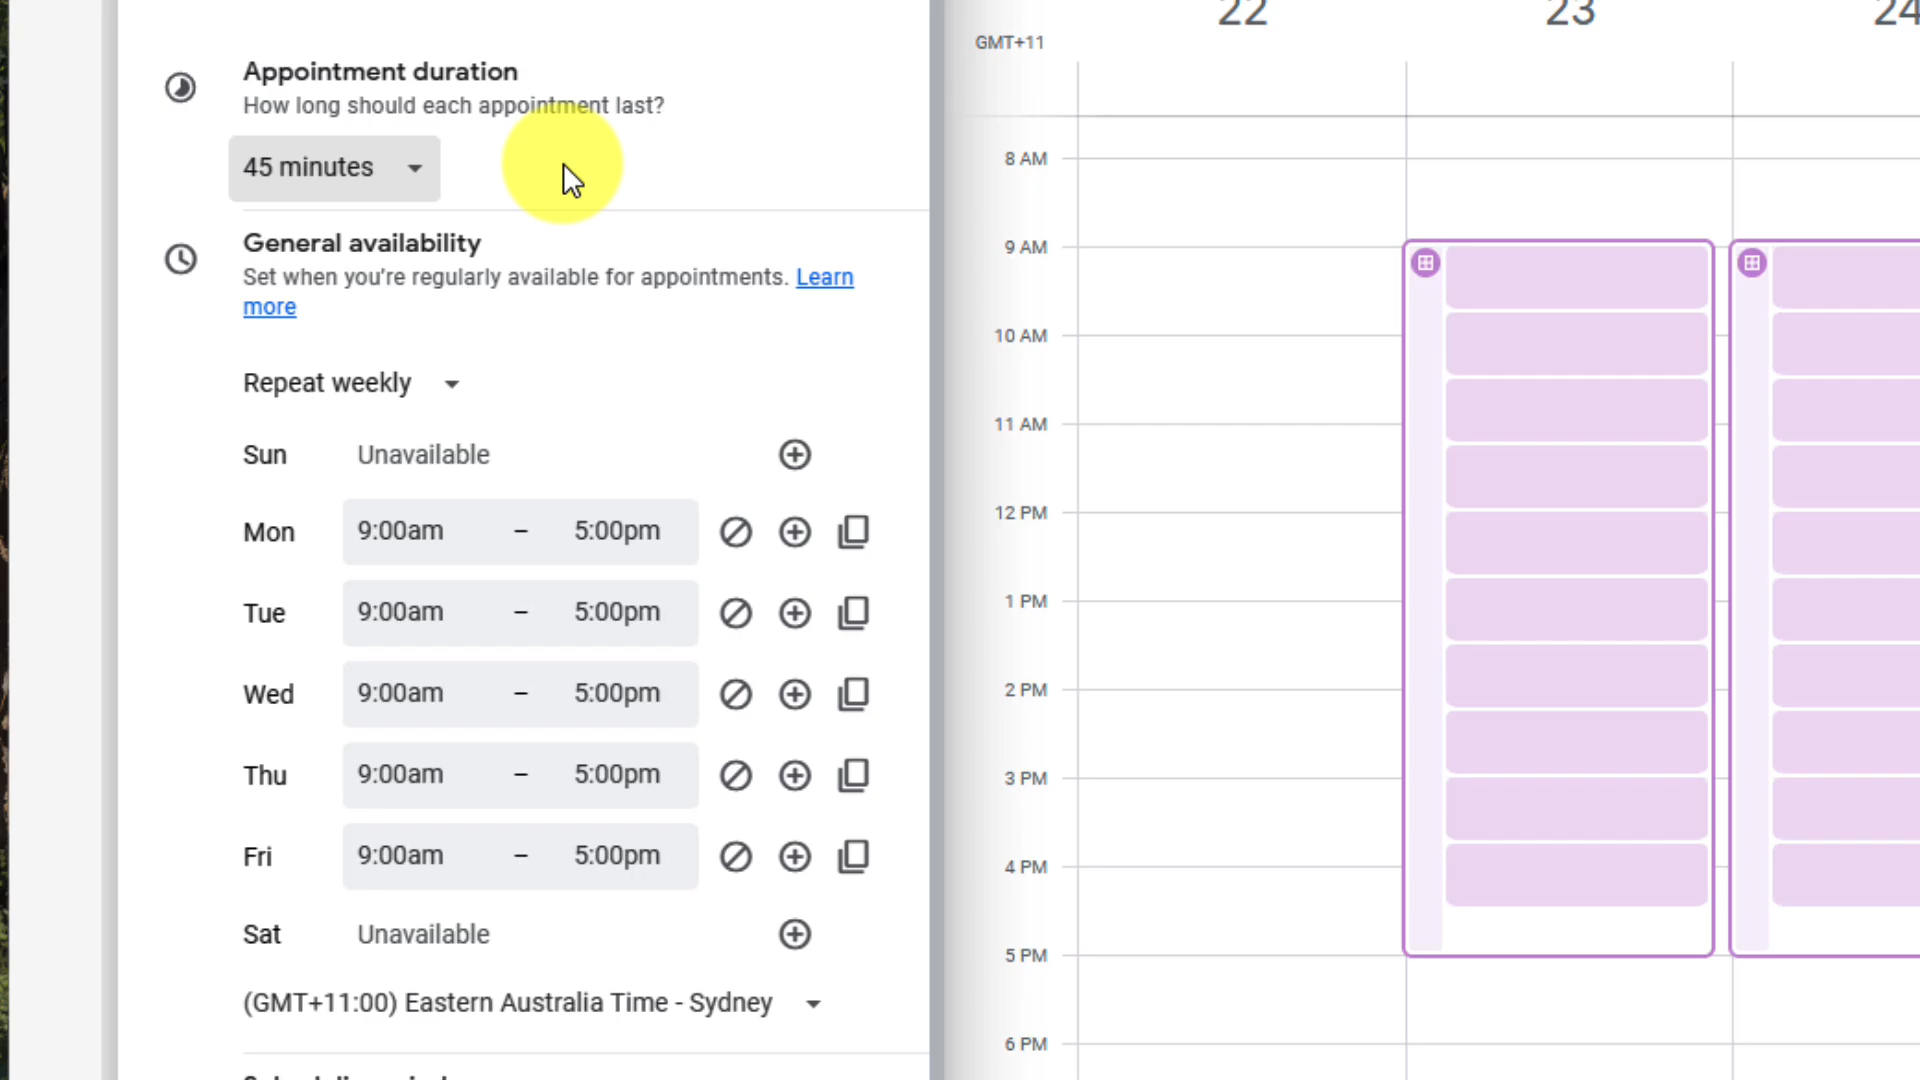 Appointment duration
How long should each appointment last?
45 minutes
General availability
Set when you're regularly available for appointments. Learn
more
Repeat weekly
Sun Unavailable
Mon 9:00am – 5:00pm
Tue 9:00am – 5:00pm
Wed 9:00am – 5:00pm
Thu 9:00am – 5:00pm
Fri 9:00am – 5:00pm
Sat Unavailable
(GMT+11:00) Eastern Australia Time - Sydney
22 23 24
GMT+11
8 AM
9 AM
10 AM
11 AM
12 PM
1 PM
2 PM
3 PM
4 PM
5 PM
6 PM